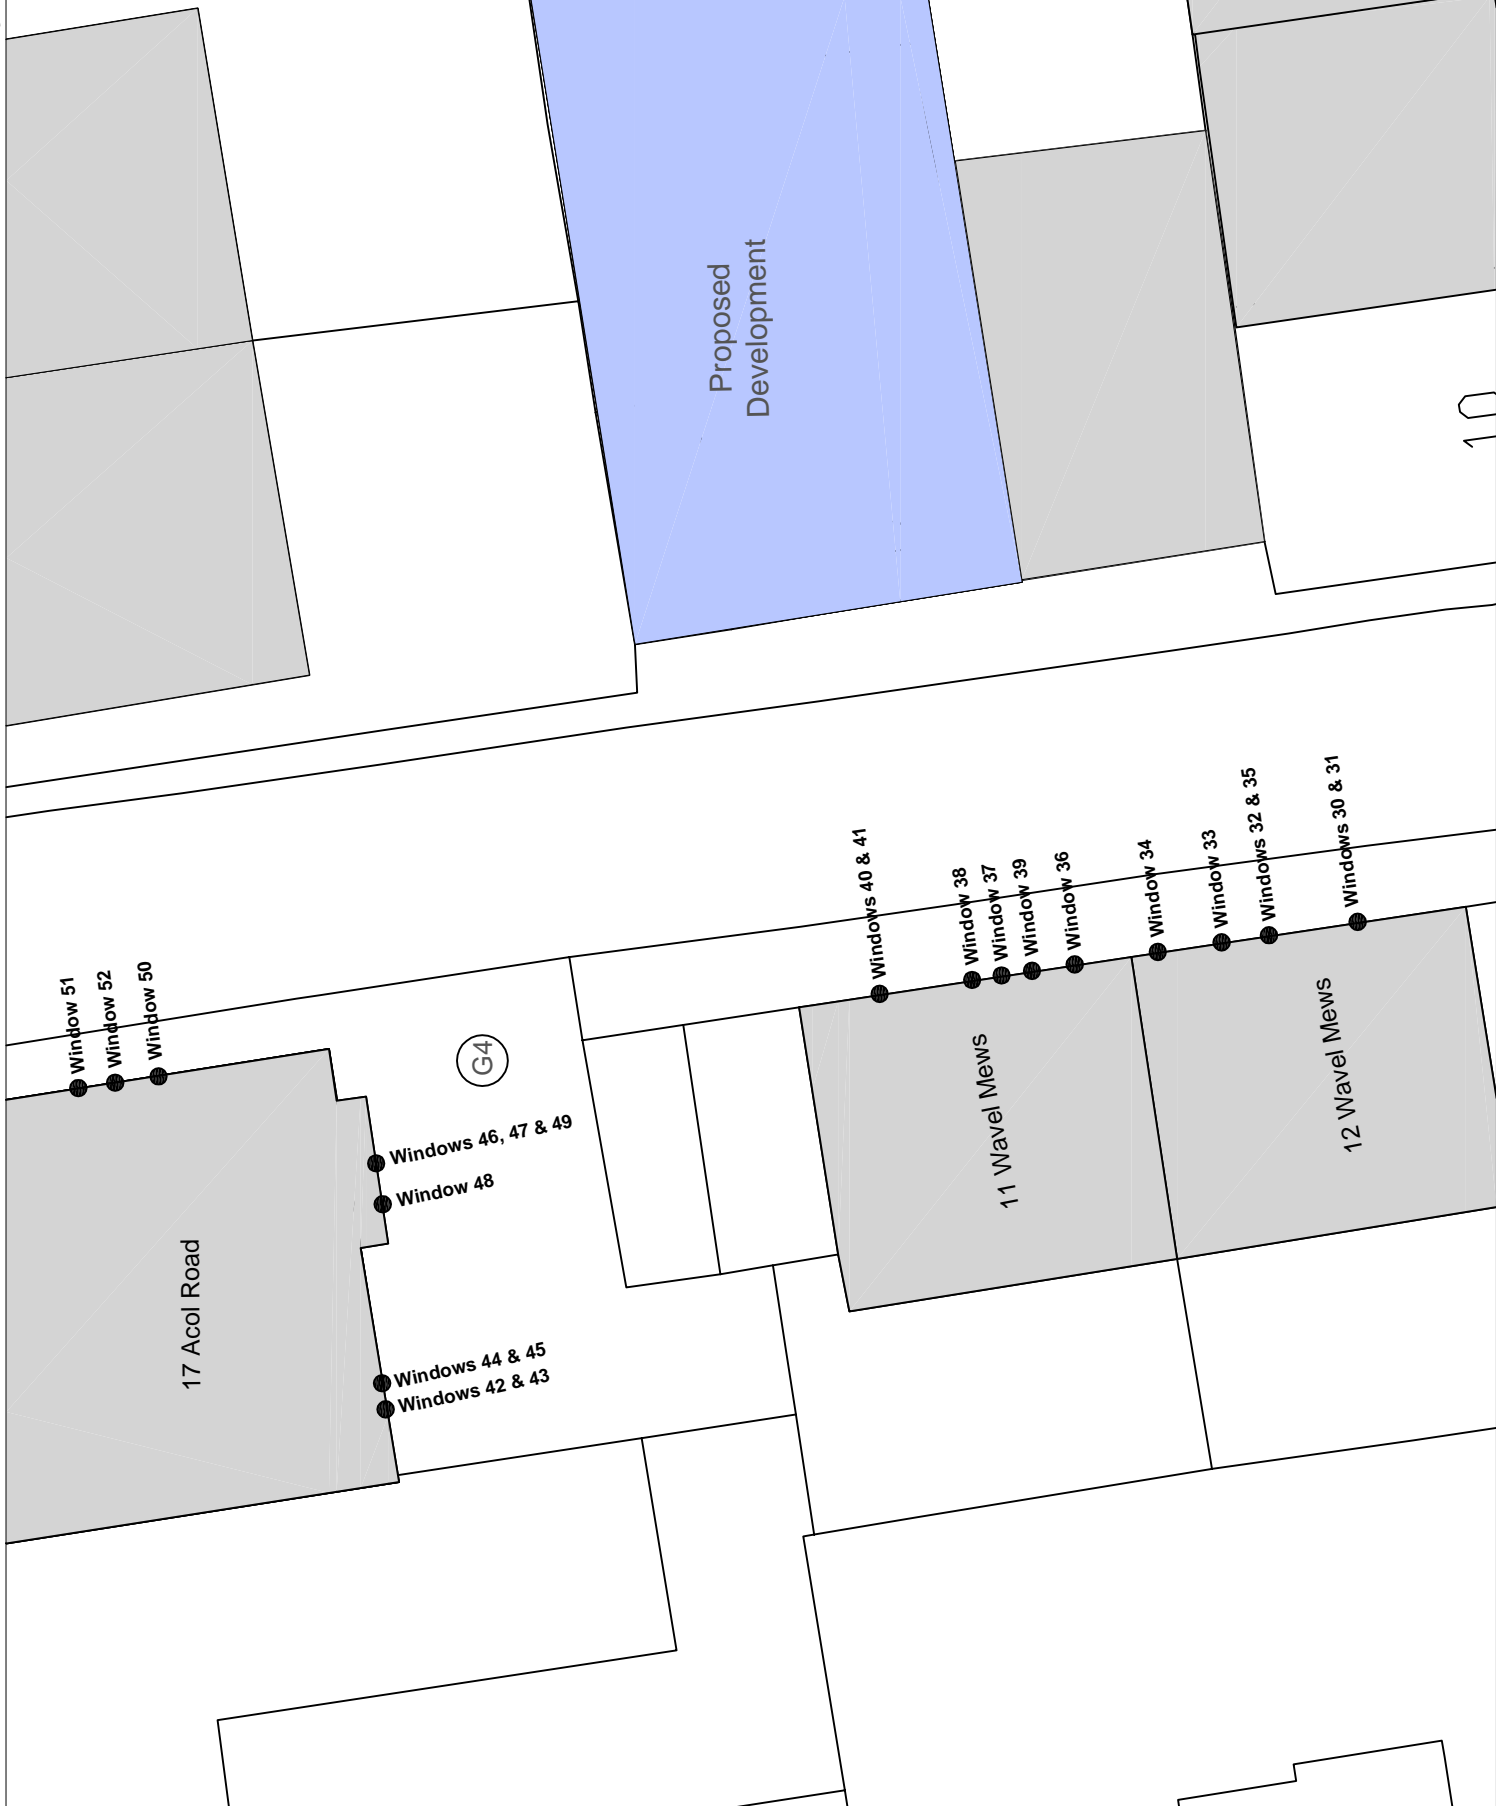 Proposed
Development
10
Windows 30 & 31
Windows 32 & 35
Window 33
Window 34
Window 36
Window 39
Window 37
Window 38
Windows 40 & 41
Window 51
Window 52
Window 50
G4
Windows 46, 47 & 49
Window 48
Windows 44 & 45
Windows 42 & 43
17 Acol Road
11 Wavel Mews
12 Wavel Mews